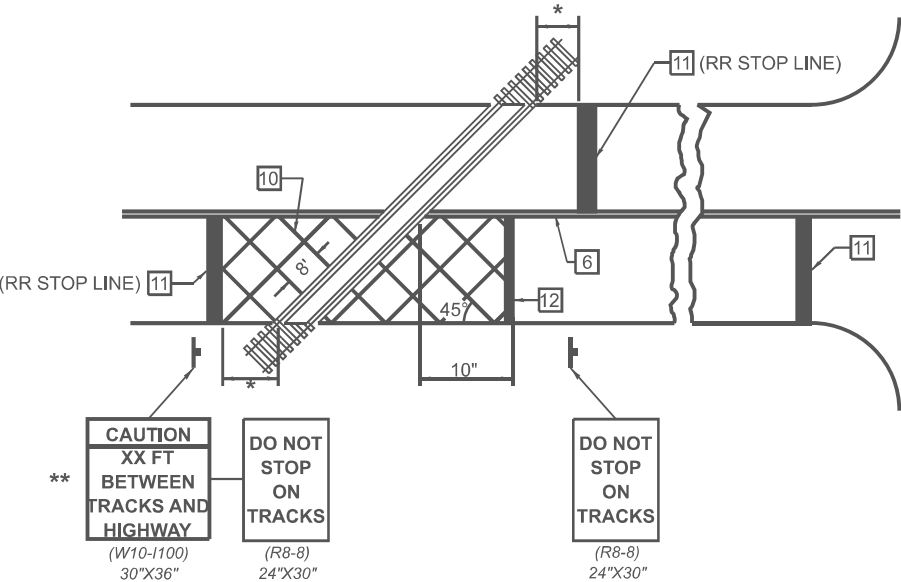 *
11 (RR STOP LINE)
10
8'
6
11
(RR STOP LINE) 11
45°
12
*
10"
**
CAUTION
XX FT
BETWEEN
TRACKS AND
HIGHWAY
(W10-I100)
30"X36"
DO NOT
STOP
ON
TRACKS
(R8-8)
24"X30"
DO NOT
STOP
ON
TRACKS
(R8-8)
24"X30"